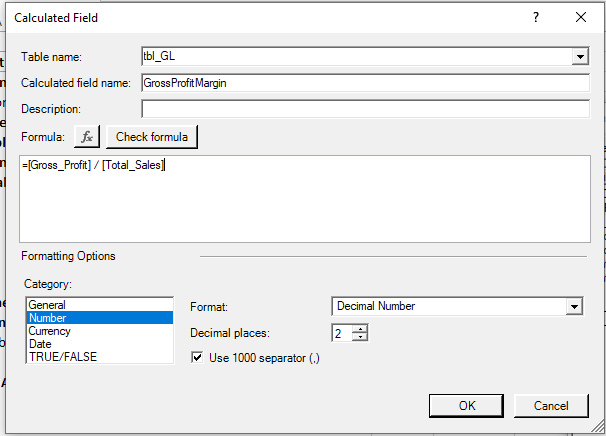 Calculated Field
Table name: tbl_GL
Calculated field name: GrossProfitMargin
Description:
Formula: fx Check formula
=[Gross_Profit] / [Total_Sales]
Formatting Options
Category:
General
Number
Currency
Date
TRUE/FALSE
Format: Decimal Number
Decimal places: 2
Use 1000 separator (,)
OK Cancel